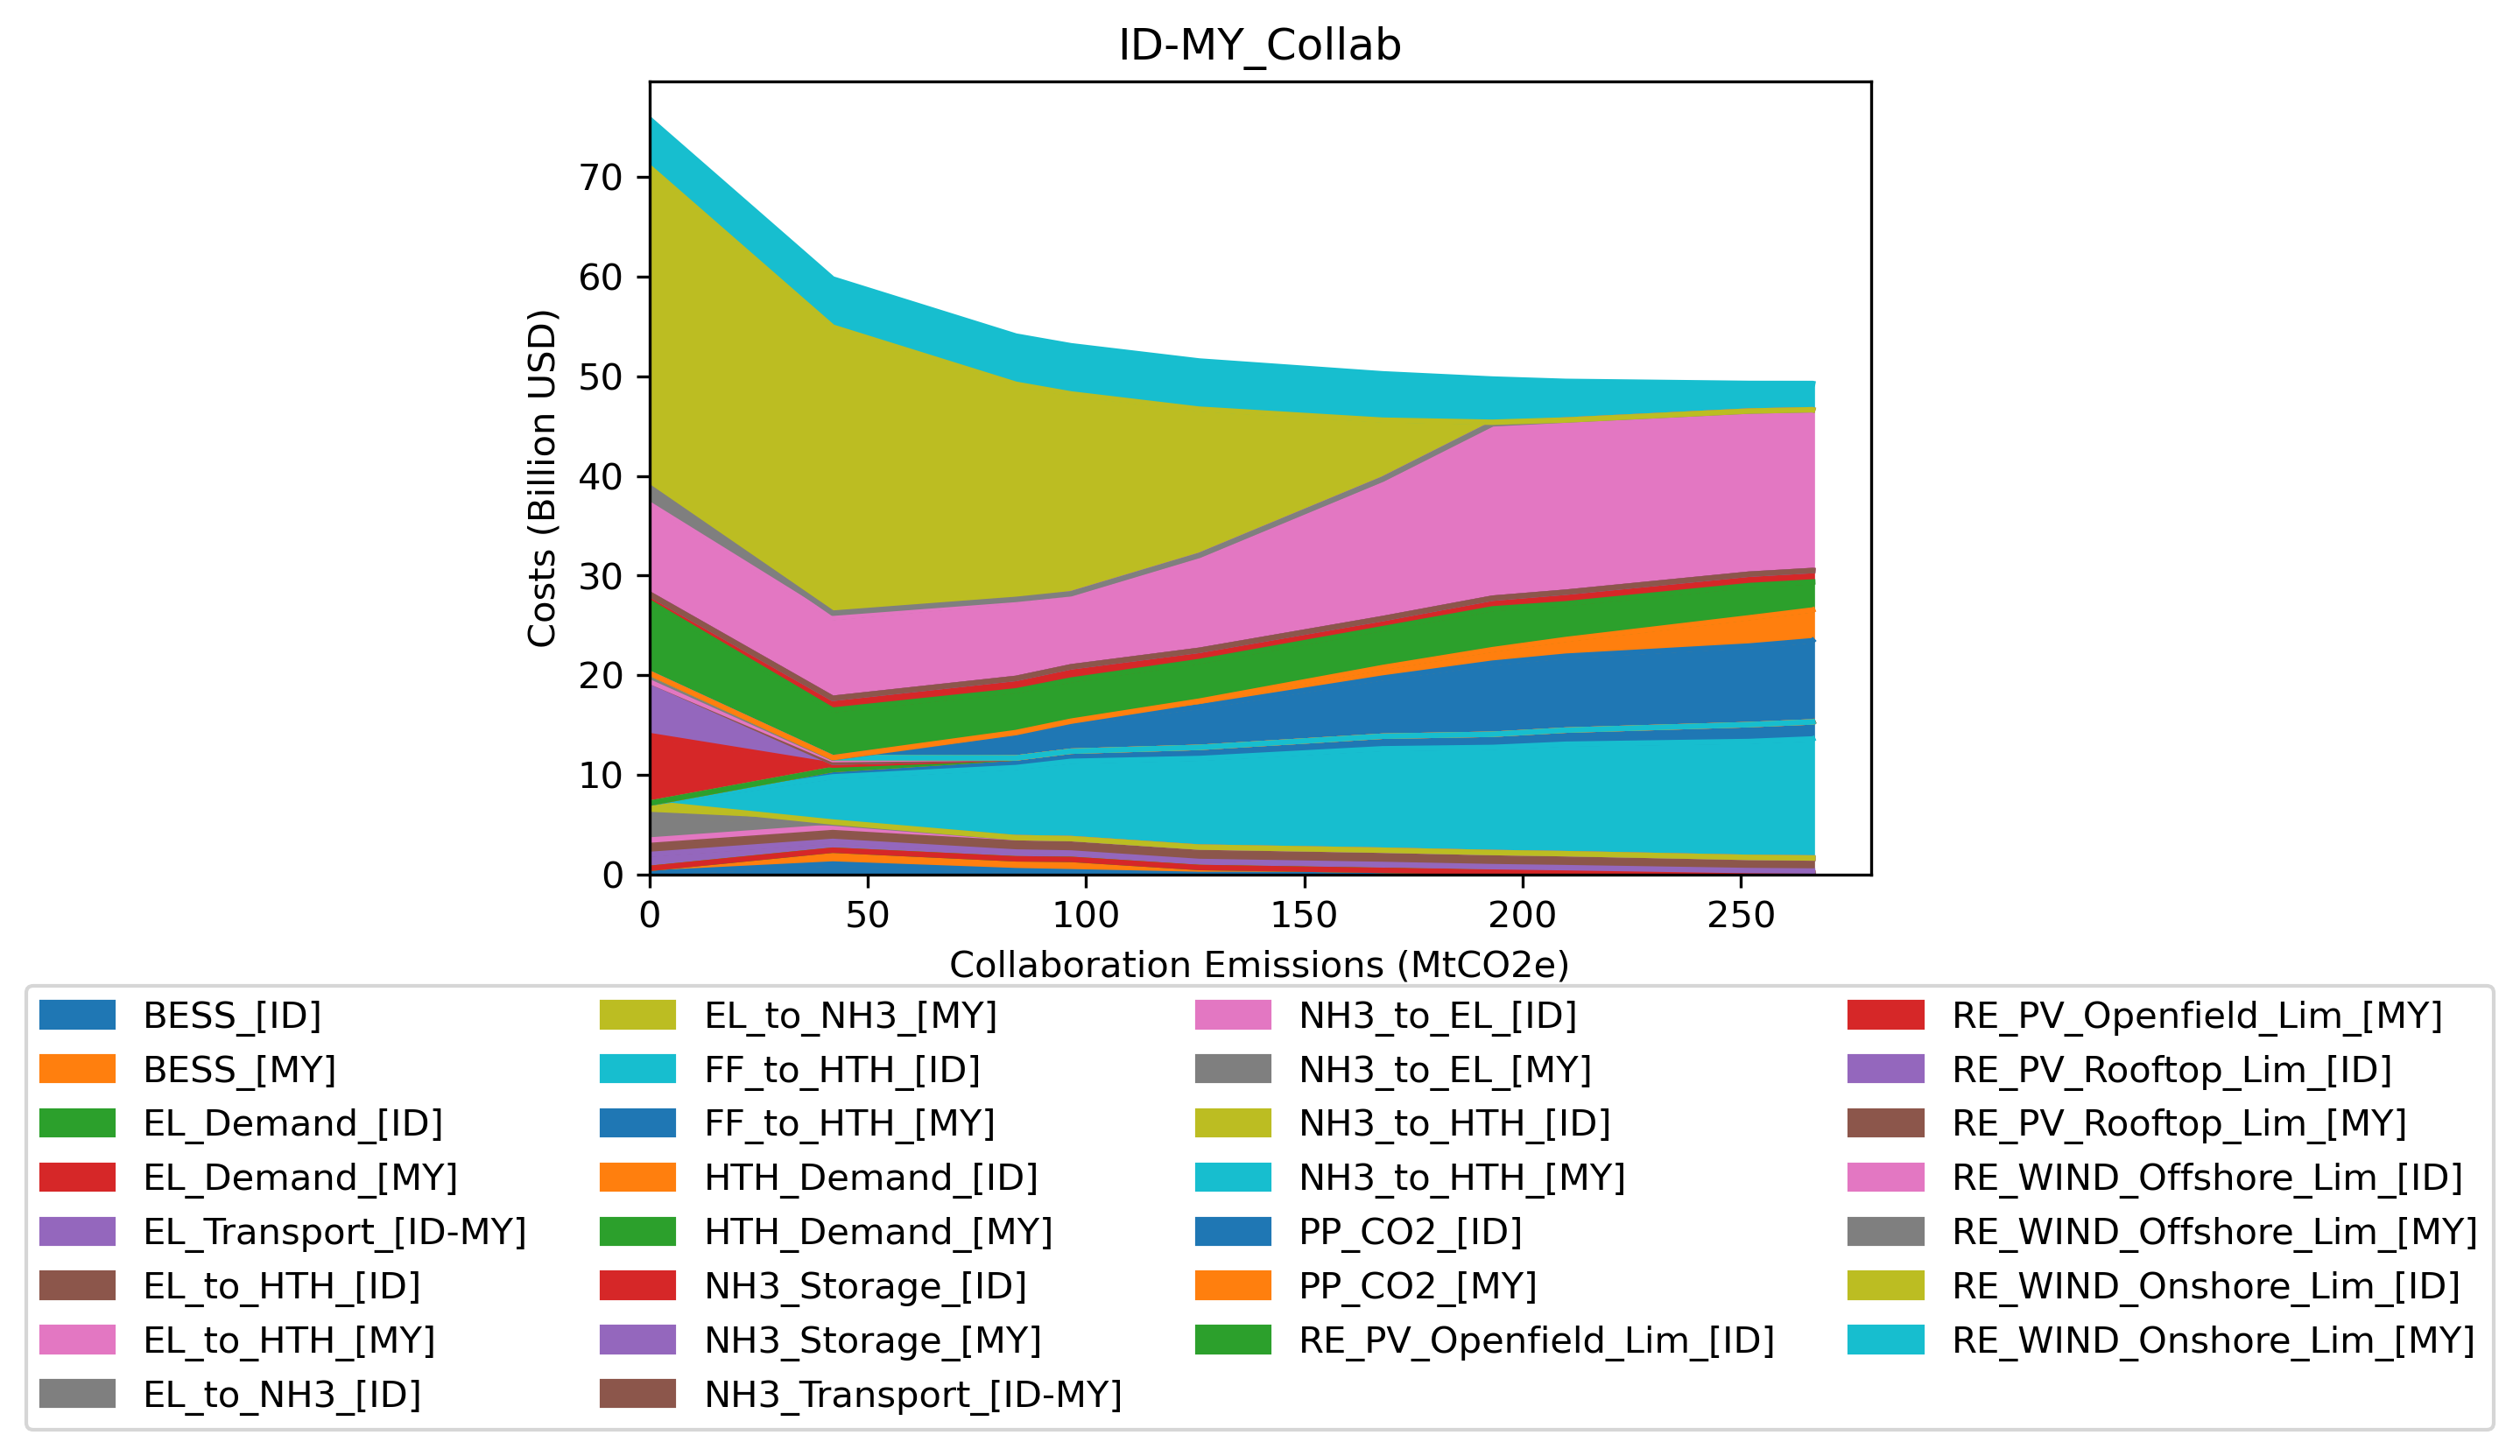 ID-MY_Collab
Costs (Billion USD)
70
60
50
40
30
20
10
0
0 50 100 150 200 250
Collaboration Emissions (MtCO2e)
BESS_[ID]
BESS_[MY]
EL_Demand_[ID]
EL_Demand_[MY]
EL_Transport_[ID-MY]
EL_to_HTH_[ID]
EL_to_HTH_[MY]
EL_to_NH3_[ID]
EL_to_NH3_[MY]
FF_to_HTH_[ID]
FF_to_HTH_[MY]
HTH_Demand_[ID]
HTH_Demand_[MY]
NH3_Storage_[ID]
NH3_Storage_[MY]
NH3_Transport_[ID-MY]
NH3_to_EL_[ID]
NH3_to_EL_[MY]
NH3_to_HTH_[ID]
NH3_to_HTH_[MY]
PP_CO2_[ID]
PP_CO2_[MY]
RE_PV_Openfield_Lim_[ID]
RE_PV_Openfield_Lim_[MY]
RE_PV_Rooftop_Lim_[ID]
RE_PV_Rooftop_Lim_[MY]
RE_WIND_Offshore_Lim_[ID]
RE_WIND_Offshore_Lim_[MY]
RE_WIND_Onshore_Lim_[ID]
RE_WIND_Onshore_Lim_[MY]